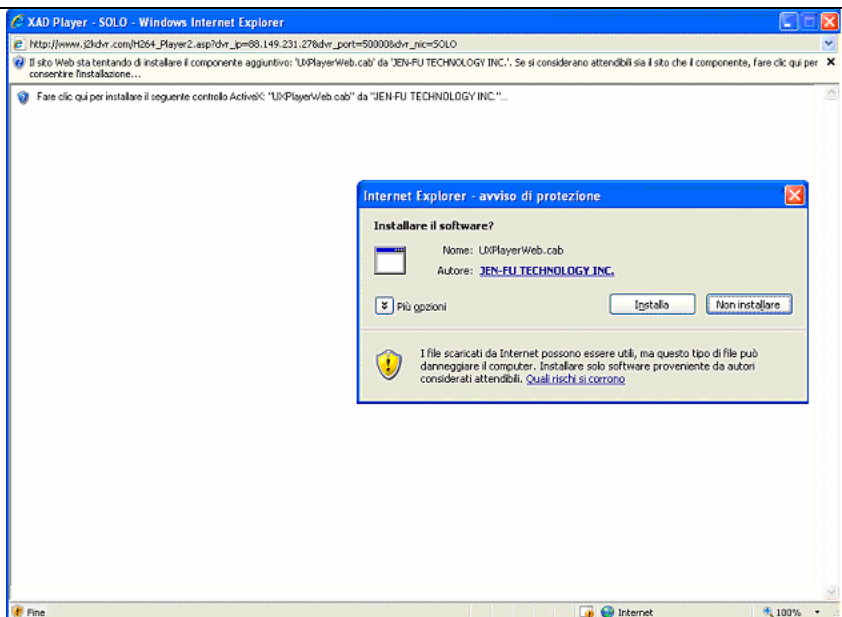 XAD Player - SOLO - Windows Internet Explorer
http://www.j2kdvr.com/H264_Player2.asp?dvr_ip=88.149.231.27&dvr_port=50000&dvr_nic=SOLO
Il sito Web sta tentando di installare il componente aggiuntivo: 'UXPlayerWeb.cab' da 'JEN-FU TECHNOLOGY INC.'. Se si considerano attendibili sia il sito che il componente, fare clic qui per
consentire l'installazione...
Fare clic qui per installare il seguente controllo ActiveX: "UXPlayerWeb.cab" da "JEN-FU TECHNOLOGY INC."...
Internet Explorer - avviso di protezione
Installare il software?
Nome: UXPlayerWeb.cab
Autore: JEN-FU TECHNOLOGY INC.
Più opzioni
Installa
Non installare
I file scaricati da Internet possono essere utili, ma questo tipo di file può
danneggiare il computer. Installare solo software proveniente da autori
considerati attendibili. Quali rischi si corrono
Fine
Internet
100%